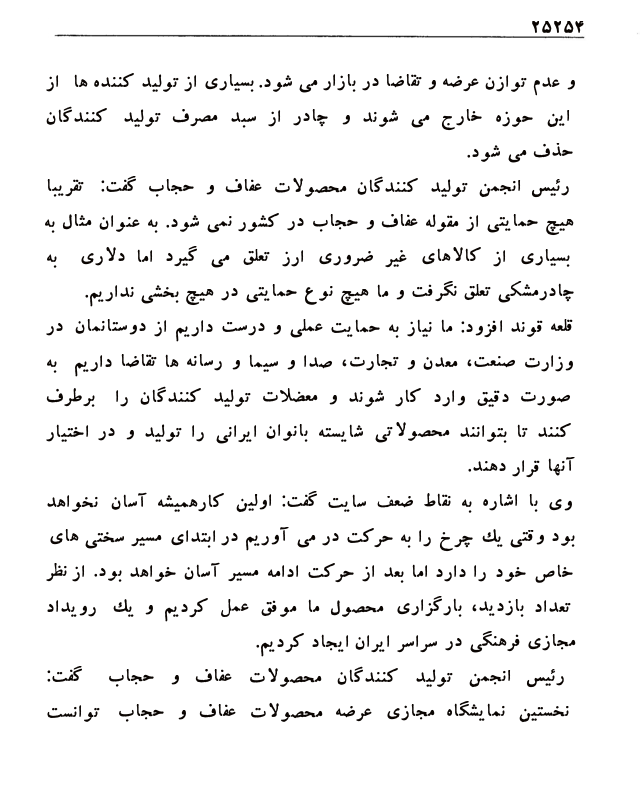 ۲۵۲۵۴
و عدم توازن عرضه و تقاضا در بازار می شود. بسیاری از تولید کننده ها از
این حوزه خارج می شوند و چادر از سبد مصرف تولید کنندگان
حذف می شود.
رئیس انجمن تولید کنندگان محصولات عفاف و حجاب گفت: تقریبا
هیچ حمایتی از مقوله عفاف و حجاب در کشور نمی شود. به عنوان مثال به
بسیاری از کالاهای غیر ضروری ارز تعلق می گیرد اما دلاری به
چادرمشکی تعلق نگرفت و ما هیچ نوع حمایتی در هیچ بخشی نداریم.
قلعه قوند افزود: ما نیاز به حمایت عملی و درست داریم از دوستانمان در
وزارت صنعت، معدن و تجارت، صدا و سیما و رسانه ها تقاضا داریم به
صورت دقیق وارد کار شوند و معضلات تولید کنندگان را برطرف
کنند تا بتوانند محصولاتی شایسته بانوان ایرانی را تولید و در اختیار
آنها قرار دهند.
وی با اشاره به نقاط ضعف سایت گفت: اولین کارهمیشه آسان نخواهد
بود وقتی یك چرخ را به حرکت در می آوریم در ابتدای مسیر سختی های
خاص خود را دارد اما بعد از حرکت ادامه مسیر آسان خواهد بود. از نظر
تعداد بازدید، بارگزاری محصول ما موفق عمل کردیم و یك رویداد
مجازی فرهنگی در سراسر ایران ایجاد کردیم.
رئیس انجمن تولید کنندگان محصولات عفاف و حجاب گفت:
نخستین نمایشگاه مجازی عرضه محصولات عفاف و حجاب توانست